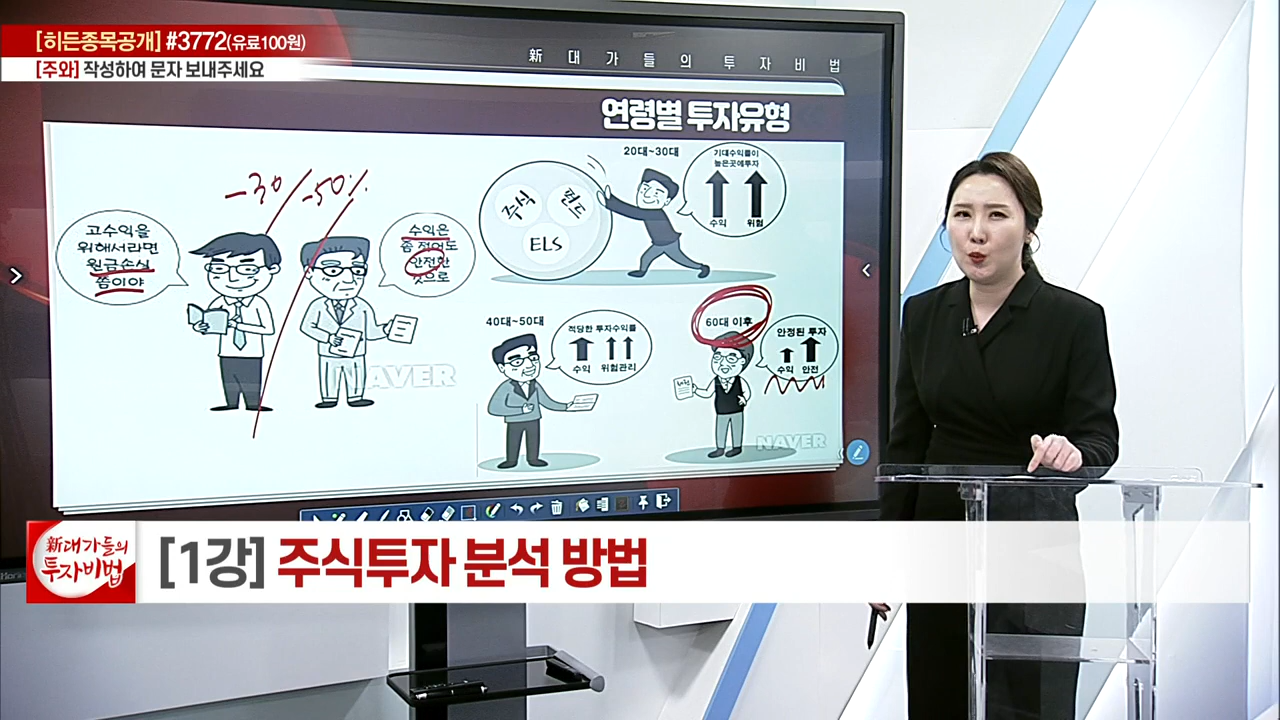 [히든종목공개] #3772(유료100원)
[주와] 작성하여 문자 보내주세요
新 대 가 들 의 투 자 비 법
연령별 투자유형
-30/-50%
고수익을
위해서라면
원금손실
쯤이야
수익은
좀 적어도
안전한
것으로
NAVER
20대~30대
주식
펀드
ELS
기대수익률이
높은곳에투자
수익 위험
40대~50대
적당한 투자수익률
수익 위험관리
60대 이후
안정된 투자
수익 안전
NAVER
新대가들의
투자비법
[1강] 주식투자 분석 방법